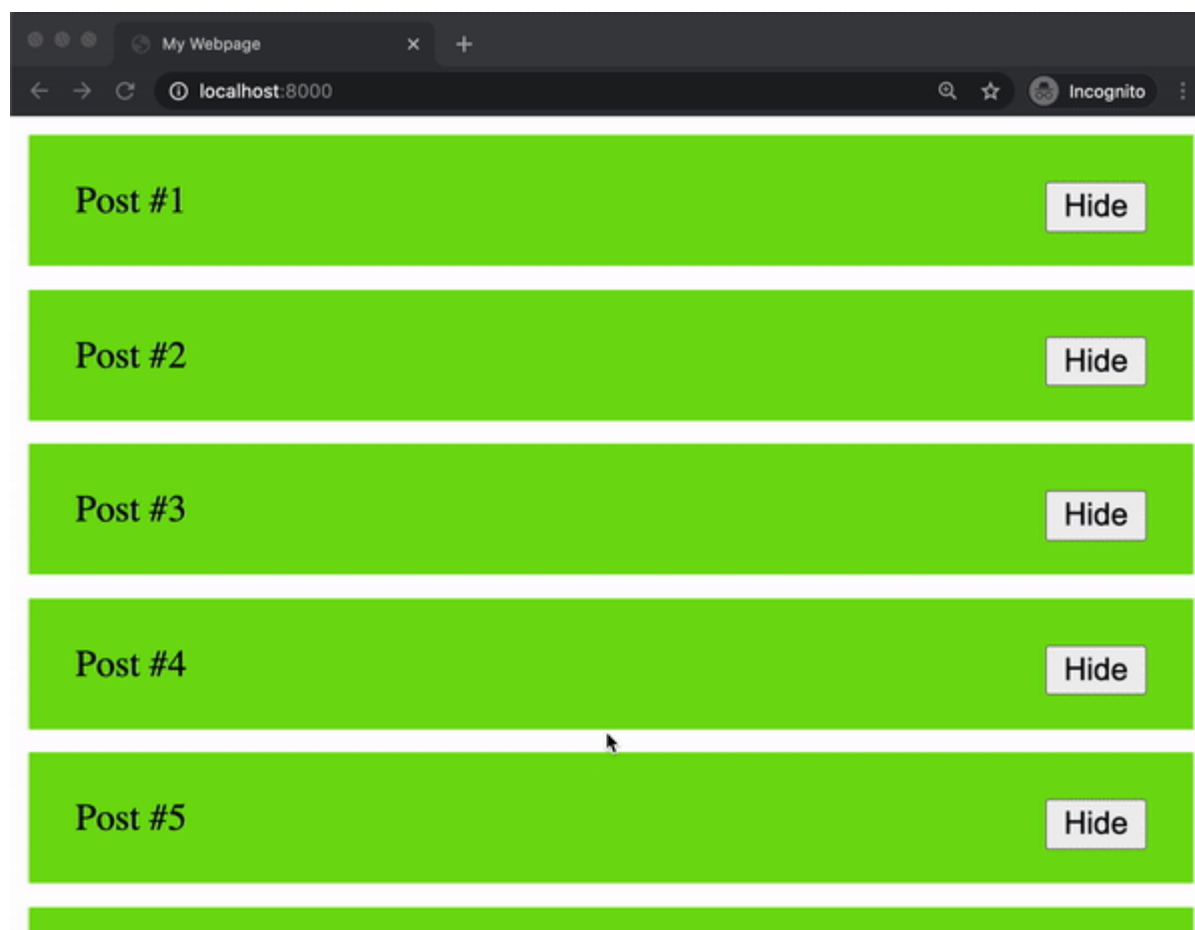 My Webpage
localhost:8000
Incognito
Post #1
Hide
Post #2
Hide
Post #3
Hide
Post #4
Hide
Post #5
Hide